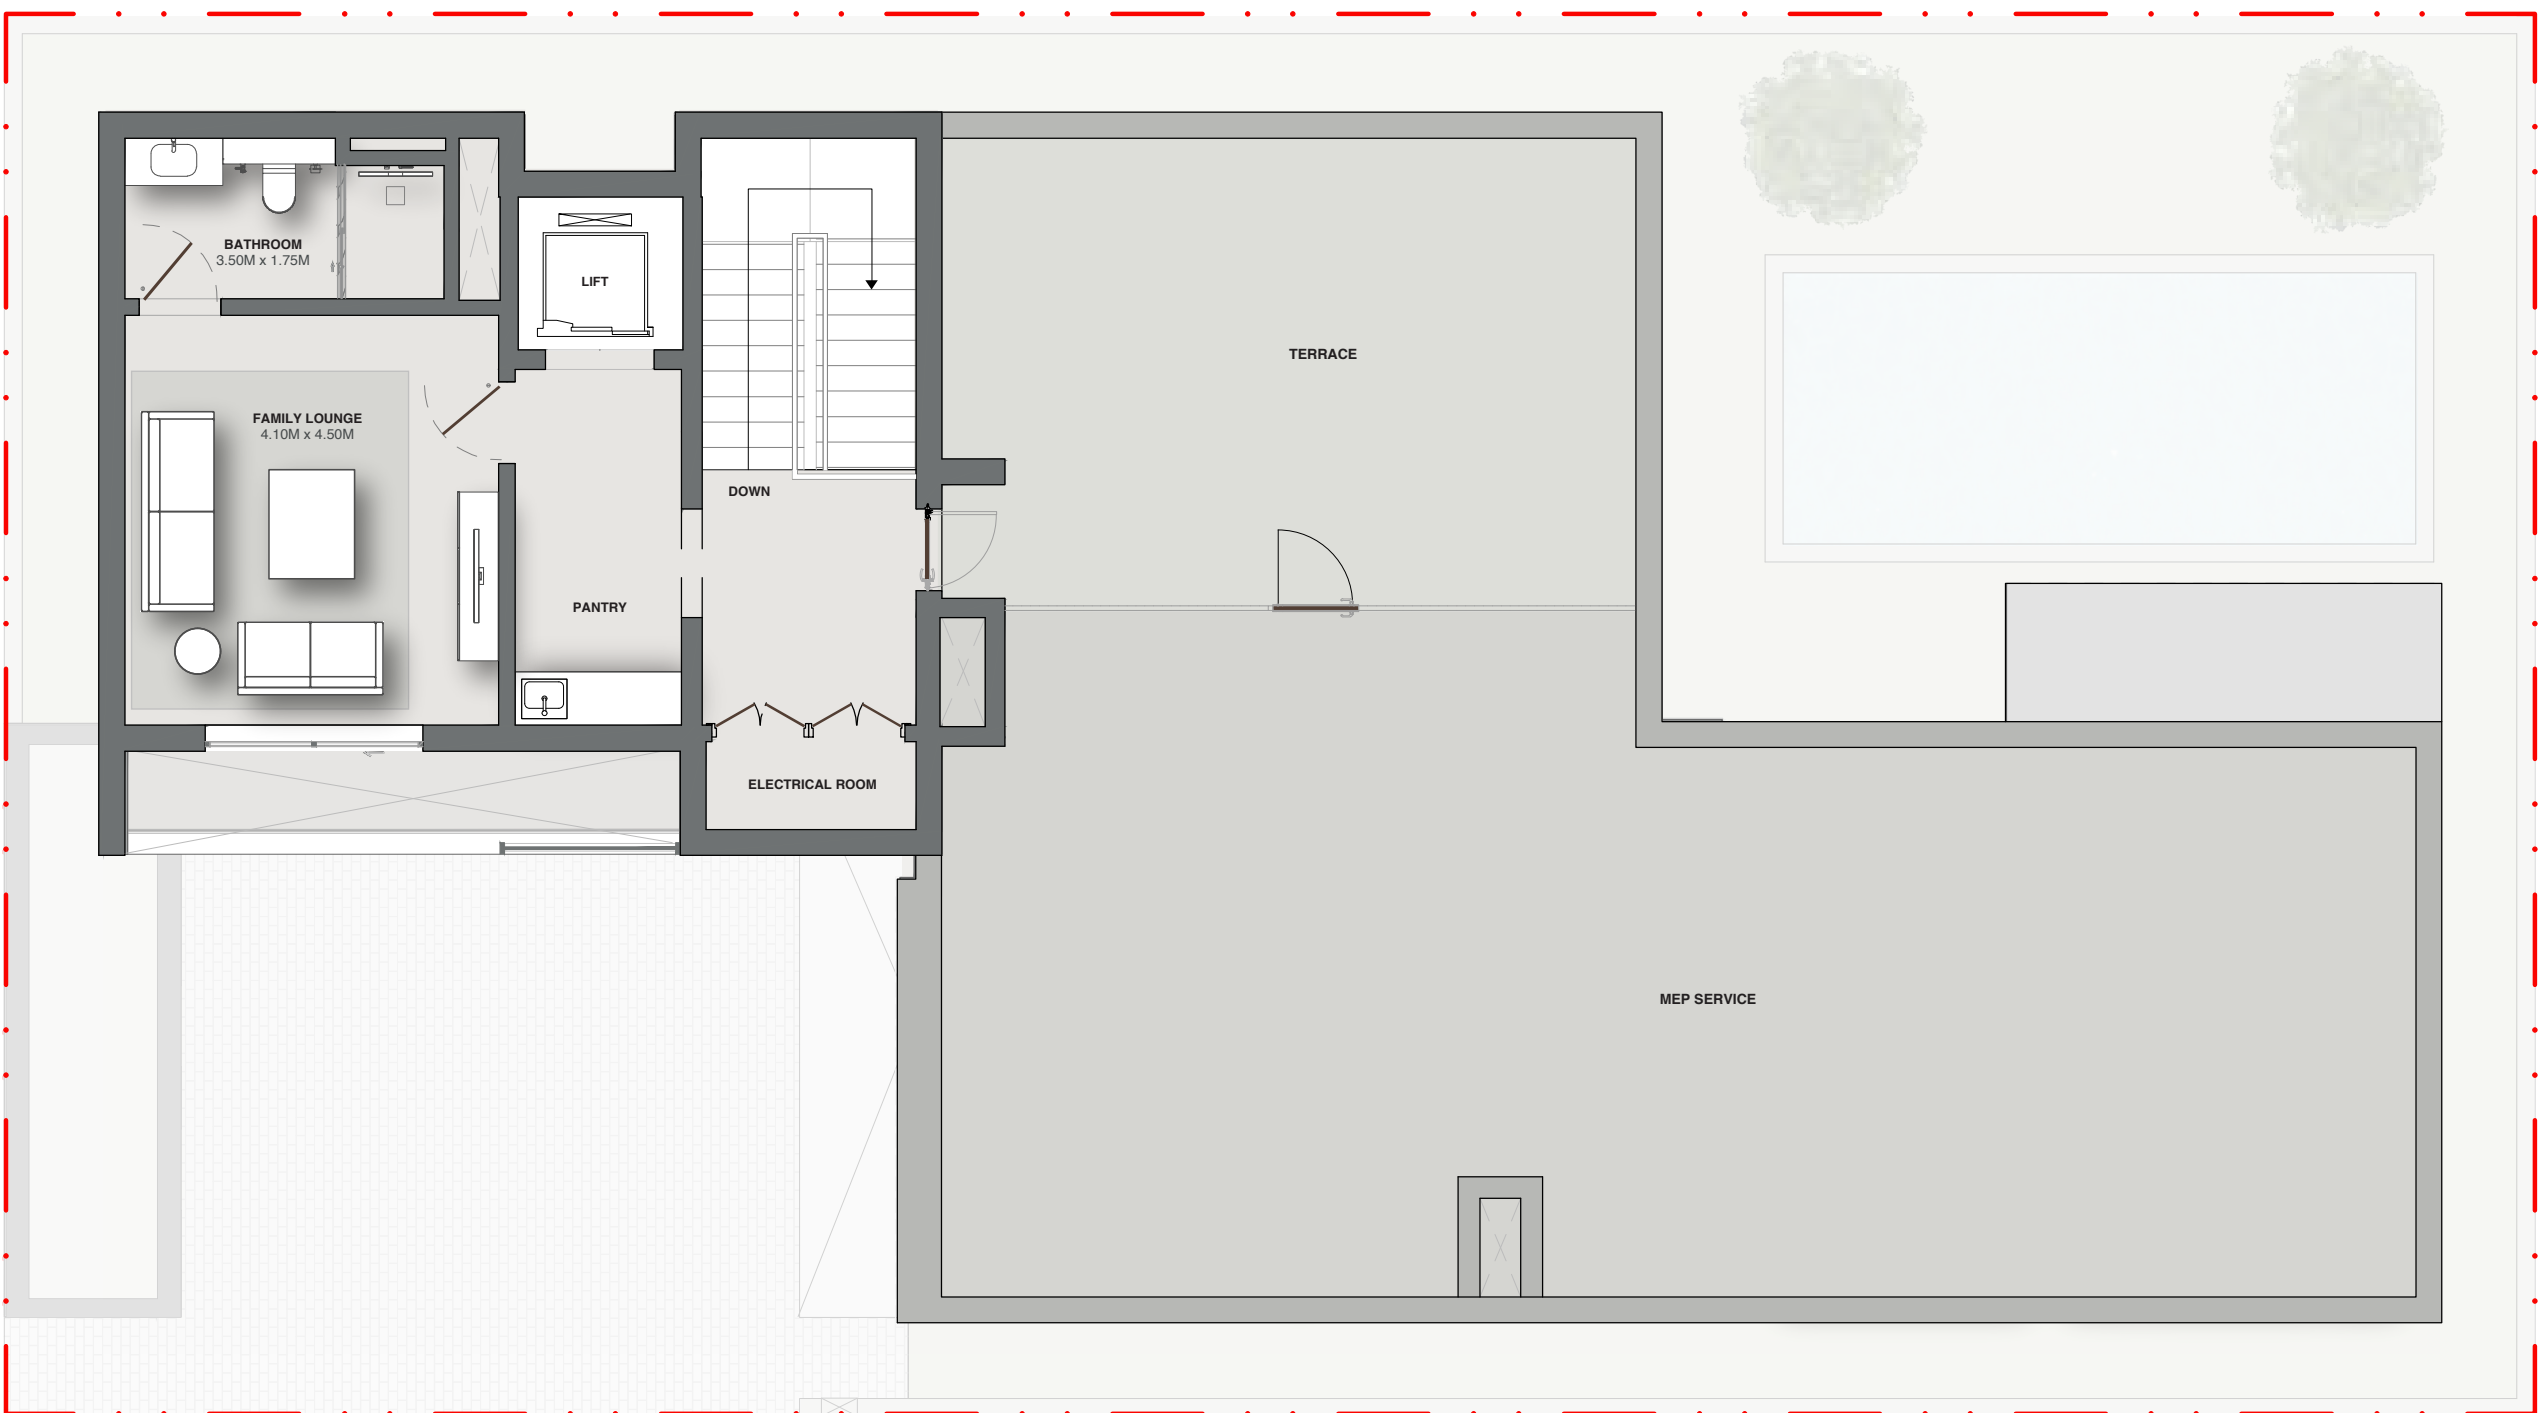 BATHROOM
3.50M x 1.75M
LIFT
TERRACE
FAMILY LOUNGE
4.10M x 4.50M
DOWN
PANTRY
ELECTRICAL ROOM
MEP SERVICE